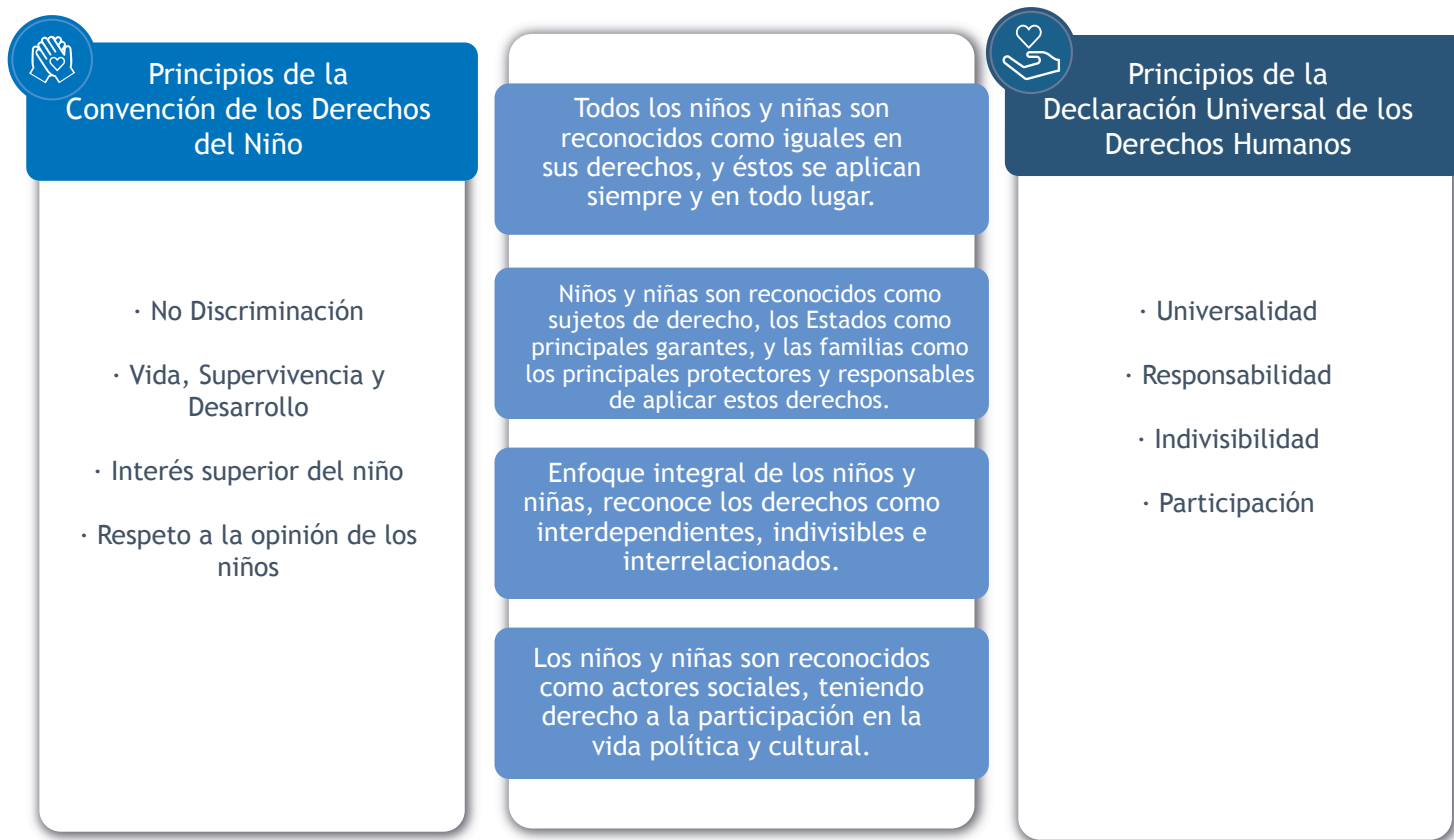 Principios de la
Convención de los Derechos
del Niño
· No Discriminación
· Vida, Supervivencia y
Desarrollo
· Interés superior del niño
· Respeto a la opinión de los
niños
Todos los niños y niñas son
reconocidos como iguales en
sus derechos, y éstos se aplican
siempre y en todo lugar.
Niños y niñas son reconocidos como
sujetos de derecho, los Estados como
principales garantes, y las familias como
los principales protectores y responsables
de aplicar estos derechos.
Enfoque integral de los niños y
niñas, reconoce los derechos como
interdependientes, indivisibles e
interrelacionados.
Los niños y niñas son reconocidos
como actores sociales, teniendo
derecho a la participación en la
vida política y cultural.
Principios de la
Declaración Universal de los
Derechos Humanos
· Universalidad
· Responsabilidad
· Indivisibilidad
· Participación